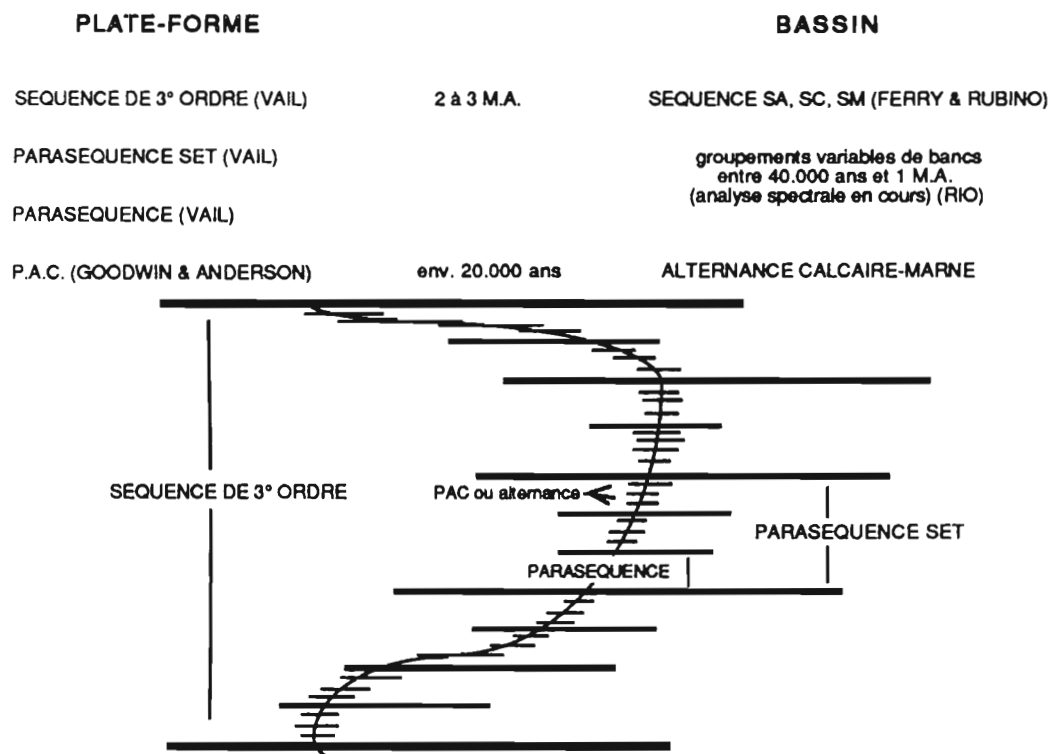 PLATE-FORME
BASSIN
SEQUENCE DE 3° ORDRE (VAIL)
2 à 3 M.A.
SEQUENCE SA, SC, SM (FERRY & RUBINO)
PARASEQUENCE SET (VAIL)
groupements variables de bancs
entre 40.000 ans et 1 M.A.
(analyse spectrale en cours) (RIO)
PARASEQUENCE (VAIL)
P.A.C. (GOODWIN & ANDERSON)
env. 20.000 ans
ALTERNANCE CALCAIRE-MARNE
SEQUENCE DE 3° ORDRE
PAC ou alternance
PARASEQUENCE SET
PARASEQUENCE